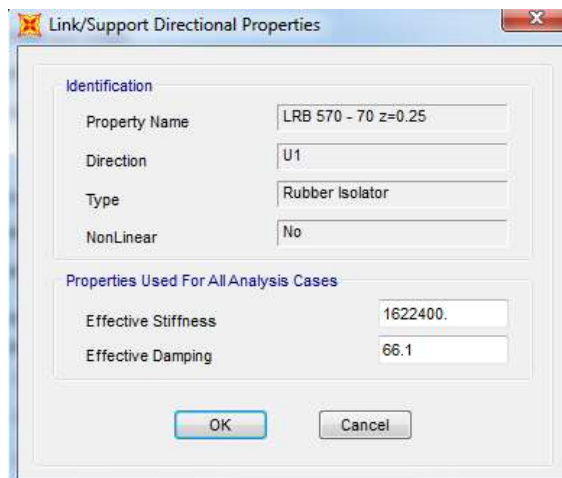 Link/Support Directional Properties
Identification
Property Name LRB 570 - 70 z=0.25
Direction U1
Type Rubber Isolator
NonLinear No
Properties Used For All Analysis Cases
Effective Stiffness 1622400.
Effective Damping 66.1
OK Cancel